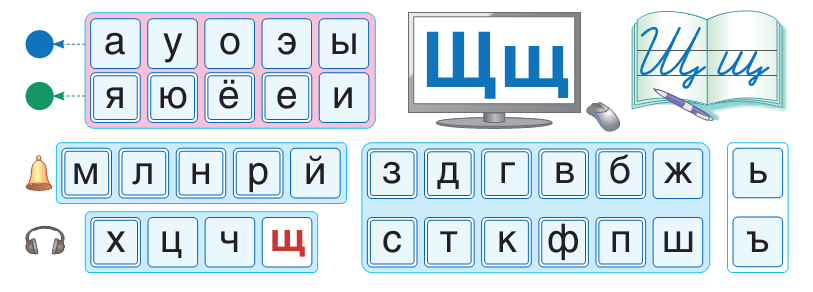 а у о э ы
я ю ё е и
Щщ
Щ щ
м л н р й
х ц ч щ
з д г в б ж
с т к ф п ш
ь
ъ